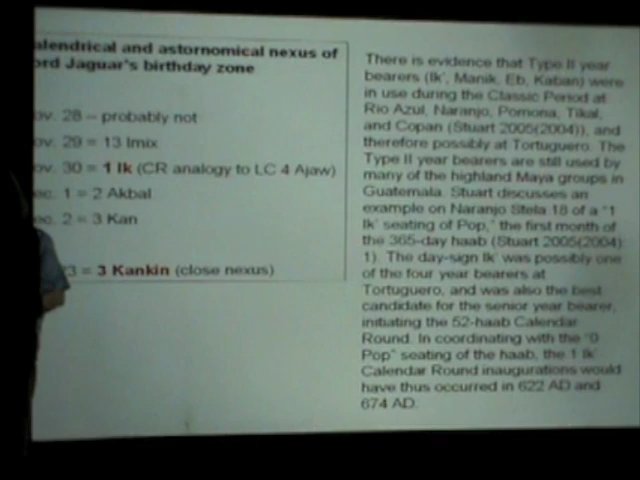 alendrical and astornomical nexus of
ord Jaguar's birthday zone
ov. 28 – probably not
ov. 29 = 13 Imix
ov. 30 = 1 Ik (CR analogy to LC 4 Ajaw)
ec. 1 = 2 Akbal
ec. 2 = 3 Kan
3 = 3 Kankin (close nexus)
There is evidence that Type II year
bearers (Ik', Manik, Eb, Kaban) were
in use during the Classic Period at
Rio Azul, Naranjo, Pomona, Tikal,
and Copan (Stuart 2005(2004)), and
therefore possibly at Tortuguero. The
Type II year bearers are still used by
many of the highland Maya groups in
Guatemala. Stuart discusses an
example on Naranjo Stela 18 of a "1
Ik' seating of Pop," the first month of
the 365-day haab (Stuart 2005(2004):
1). The day-sign Ik' was possibly one
of the four year bearers at
Tortuguero, and was also the best
candidate for the senior year bearer,
initiating the 52-haab Calendar
Round. In coordinating with the "0
Pop" seating of the haab, the 1 Ik'
Calendar Round inaugurations would
have thus occurred in 622 AD and
674 AD.